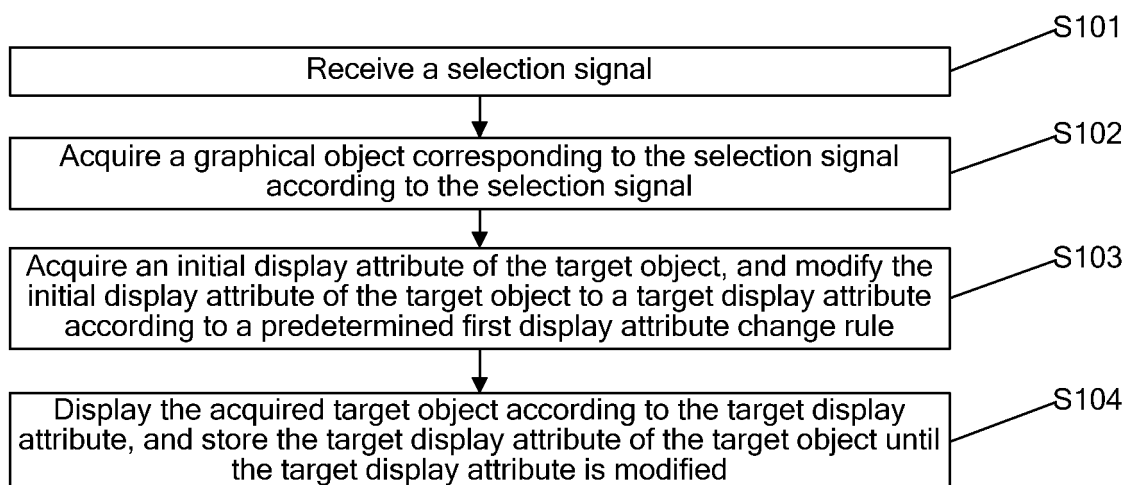 S101
Receive a selection signal
S102
Acquire a graphical object corresponding to the selection signal
according to the selection signal
S103
Acquire an initial display attribute of the target object, and modify the
initial display attribute of the target object to a target display attribute
according to a predetermined first display attribute change rule
S104
Display the acquired target object according to the target display
attribute, and store the target display attribute of the target object until
the target display attribute is modified